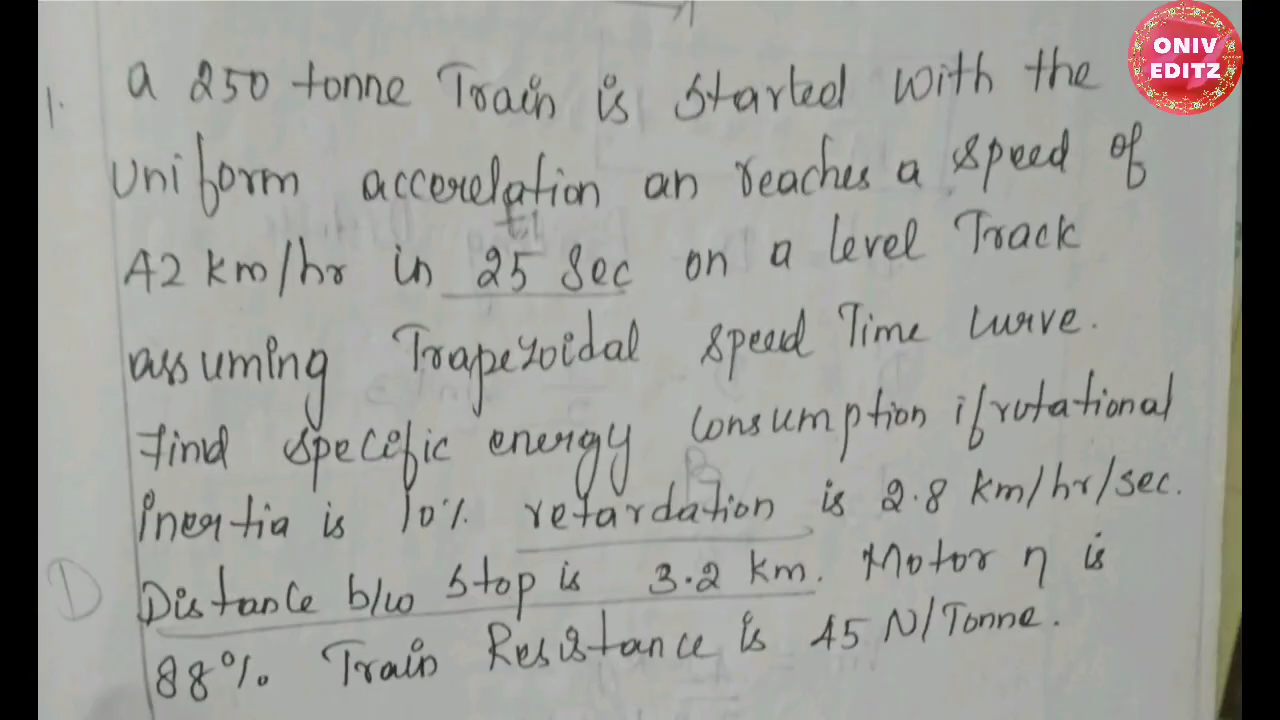 ONIV
EDITZ
1. a 250 tonne Train is started with the
uniform accorelation an reaches a speed of
t1
42 km/hr in 25 Sec on a level Track
assuming Trapezoidal speed Time curve.
find specific energy consumption if rotational
B
inertia is 10% retardation is 2.8 km/hr/sec.
D Distance b/w stop is 3.2 km. Motor η is
88% Train Resistance is 45 N/Tonne.